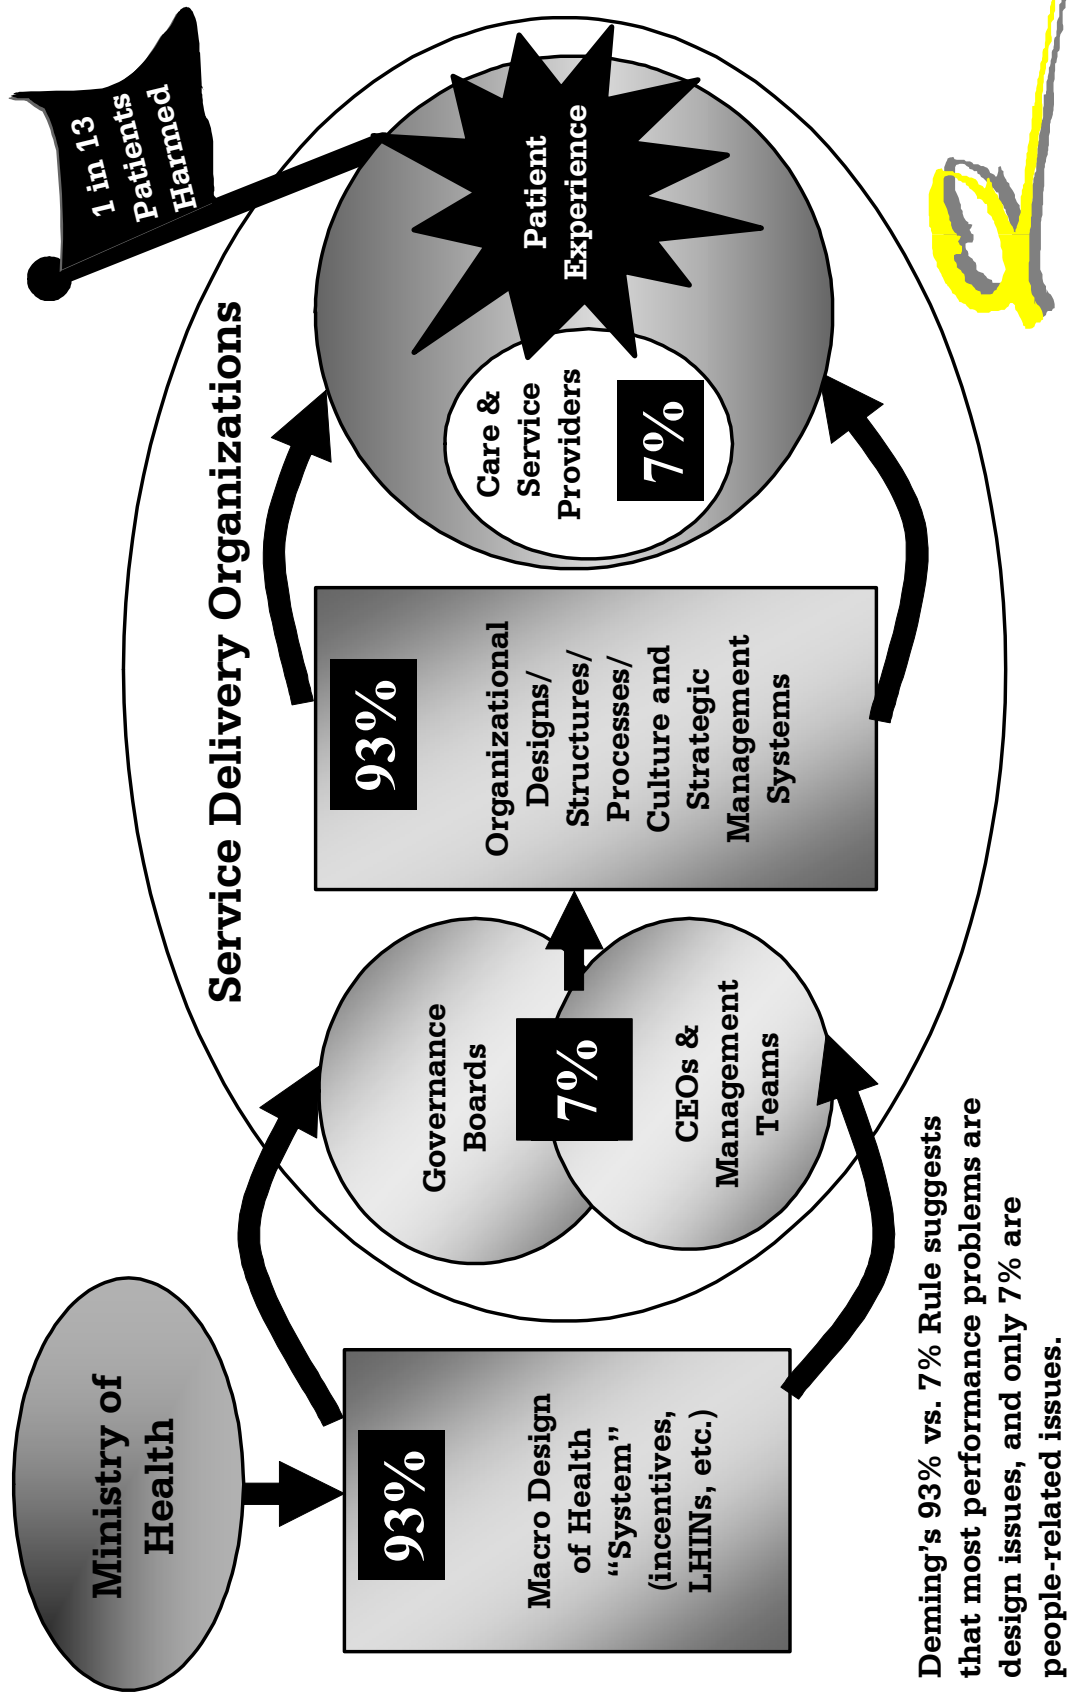 Ministry of
Health
93%
Macro Design
of Health
“System”
(incentives,
LHINs, etc.)
Service Delivery Organizations
Governance
Boards
7%
CEOs &
Management
Teams
93%
Organizational
Designs/
Structures/
Processes/
Culture and
Strategic
Management
Systems
Care &
Service
Providers
7%
Patient
Experience
1 in 13
Patients
Harmed
Deming’s 93% vs. 7% Rule suggests
that most performance problems are
design issues, and only 7% are
people-related issues.